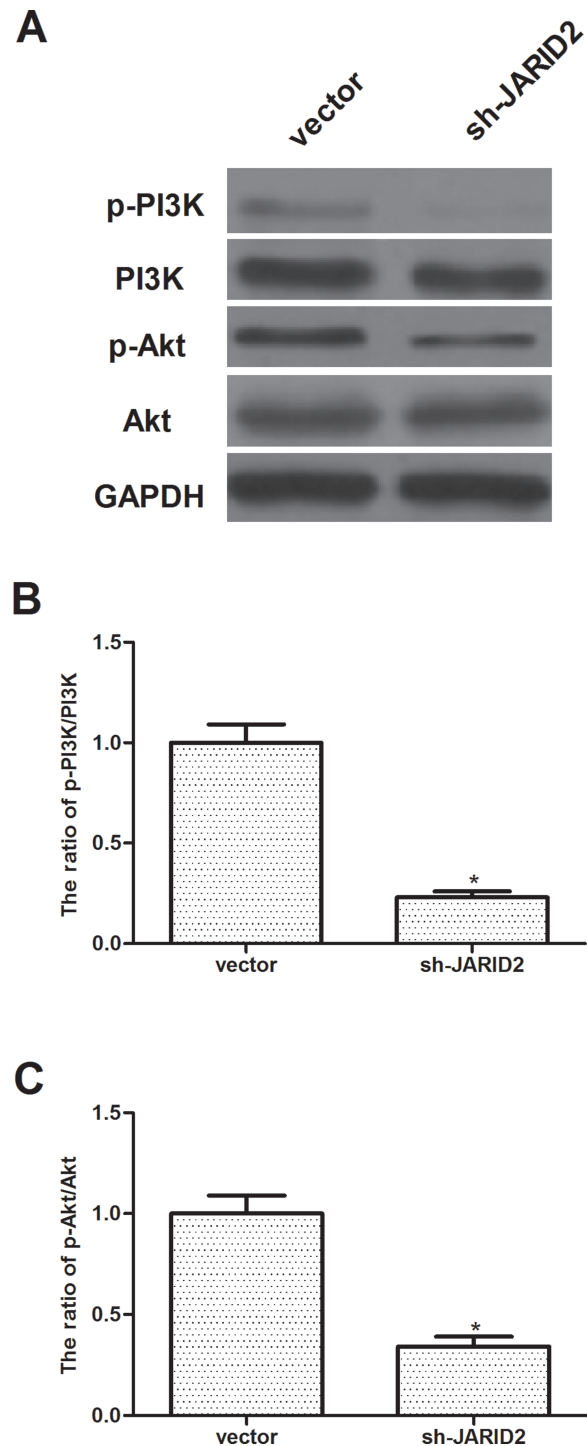 A
vector
sh-JARID2
p-PI3K
PI3K
p-Akt
Akt
GAPDH
B
The ratio of p-PI3K/PI3K
1.5
1.0
0.5
0.0
*
vector
sh-JARID2
C
The ratio of p-Akt/Akt
1.5
1.0
0.5
0.0
*
vector
sh-JARID2